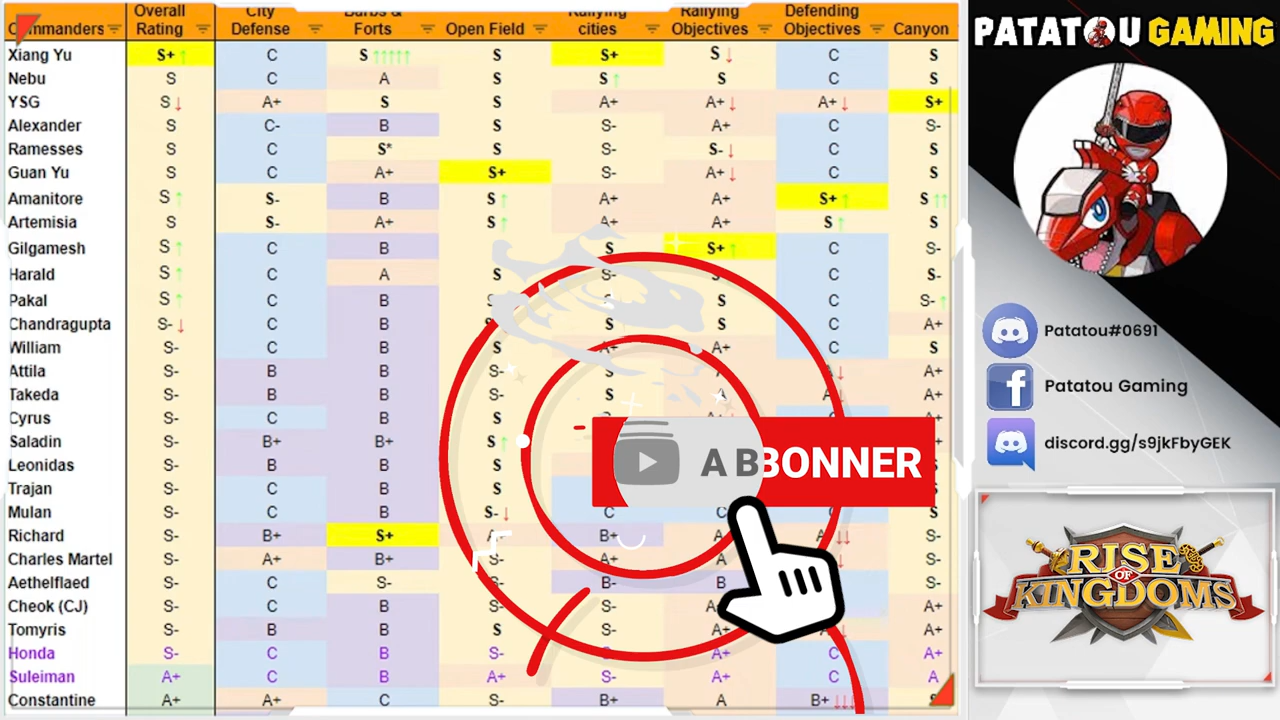 Commanders Overall Rating City Defense Barbs & Forts Open Field Rallying cities Rallying Objectives Defending Objectives Canyon
Xiang Yu S+ ↑ C S ↑↑↑↑↑ S S+ S ↓ C S
Nebu S C A S S ↑ S C S
YSG S ↓ A+ S S A+ A+ ↓ A+ ↓ S+
Alexander S C- B S S- A+ C S-
Ramesses S C S* S S- S- ↓ C S
Guan Yu S C A+ S+ S- A+ ↓ C S
Amanitore S ↑ S- B S ↑ A+ A+ S+ ↑ S ↑↑
Artemisia S S- A+ S ↑ A+ A+ S ↑ S
Gilgamesh S ↑ C B S S+ ↑ C S-
Harald S ↑ C A S S- C S-
Pakal S ↑ C B S S C S- ↑
Chandragupta S- ↓ C B S S S C A+
William S- C B S A+ A+ C S
Attila S- B B S- S ↓ A+
Takeda S- B B S- S ↓ A+
Cyrus S- C B S-
Saladin S- B+ B+ S ↑
Leonidas S- B B
Trajan S- C B
Mulan S- C B S- ↓ C S
Richard S- B+ S+ B+ ↓↓ S-
Charles Martel S- A+ B+ S- A ↓ S-
Aethelflaed S- C S- S- B- B S-
Cheok (CJ) S- C B S- S- A+
Tomyris S- B B S S- A+ ↓ A+
Honda S- C B S- S- A+ C A+
Suleiman A+ C B A+ S- A+ C A
Constantine A+ A+ C S- B+ A B+ ↓↓↓
A BBONNER
PATATOU GAMING
Patatou#0691
Patatou Gaming
discord.gg/s9jkFbyGEK
RISE
OF
KINGDOMS